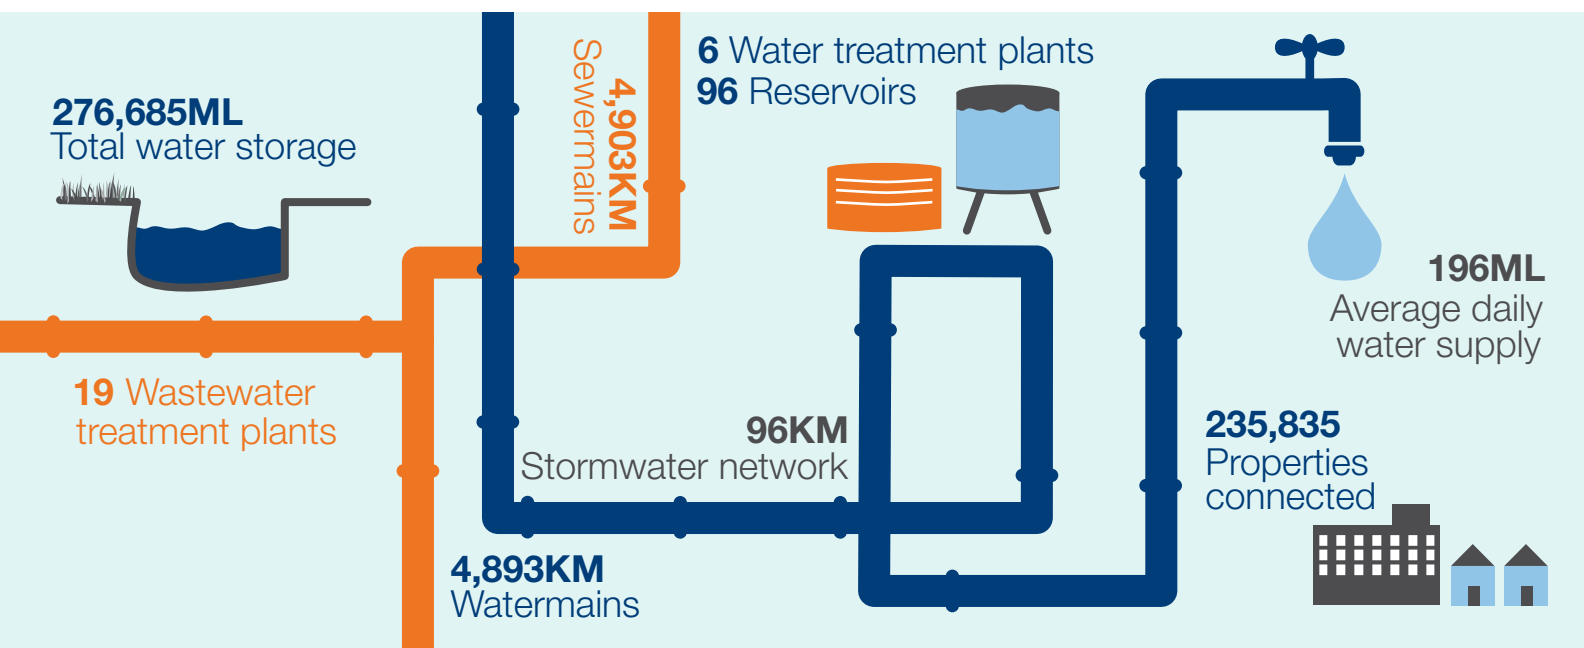 276,685ML
Total water storage
4,903KM
Sewermains
6 Water treatment plants
96 Reservoirs
196ML
Average daily
water supply
19 Wastewater
treatment plants
96KM
Stormwater network
235,835
Properties
connected
4,893KM
Watermains